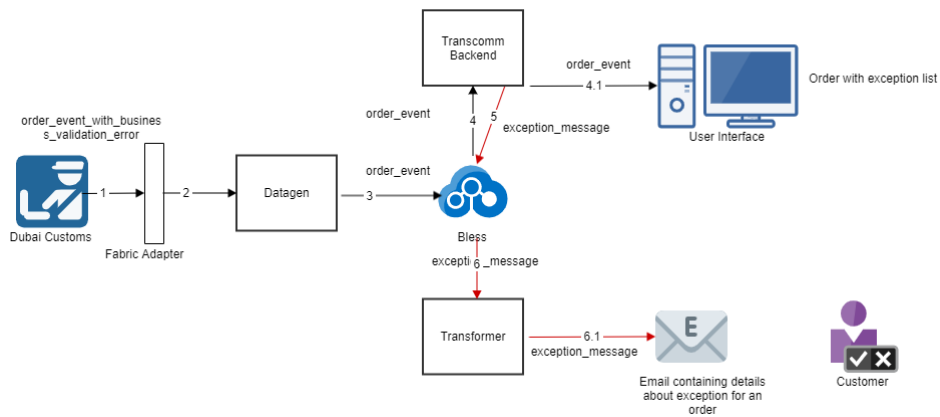 Transcomm
Backend
order_event
4.1
Order with exception list
User Interface
order_event
4
5
exception_message
order_event_with_busines
s_validation_error
1
2
Dubai Customs
Fabric Adapter
Datagen
order_event
3
Bless
excepti 6 _message
Transformer
6.1
exception_message
E
Email containing details
about exception for an
order
Customer